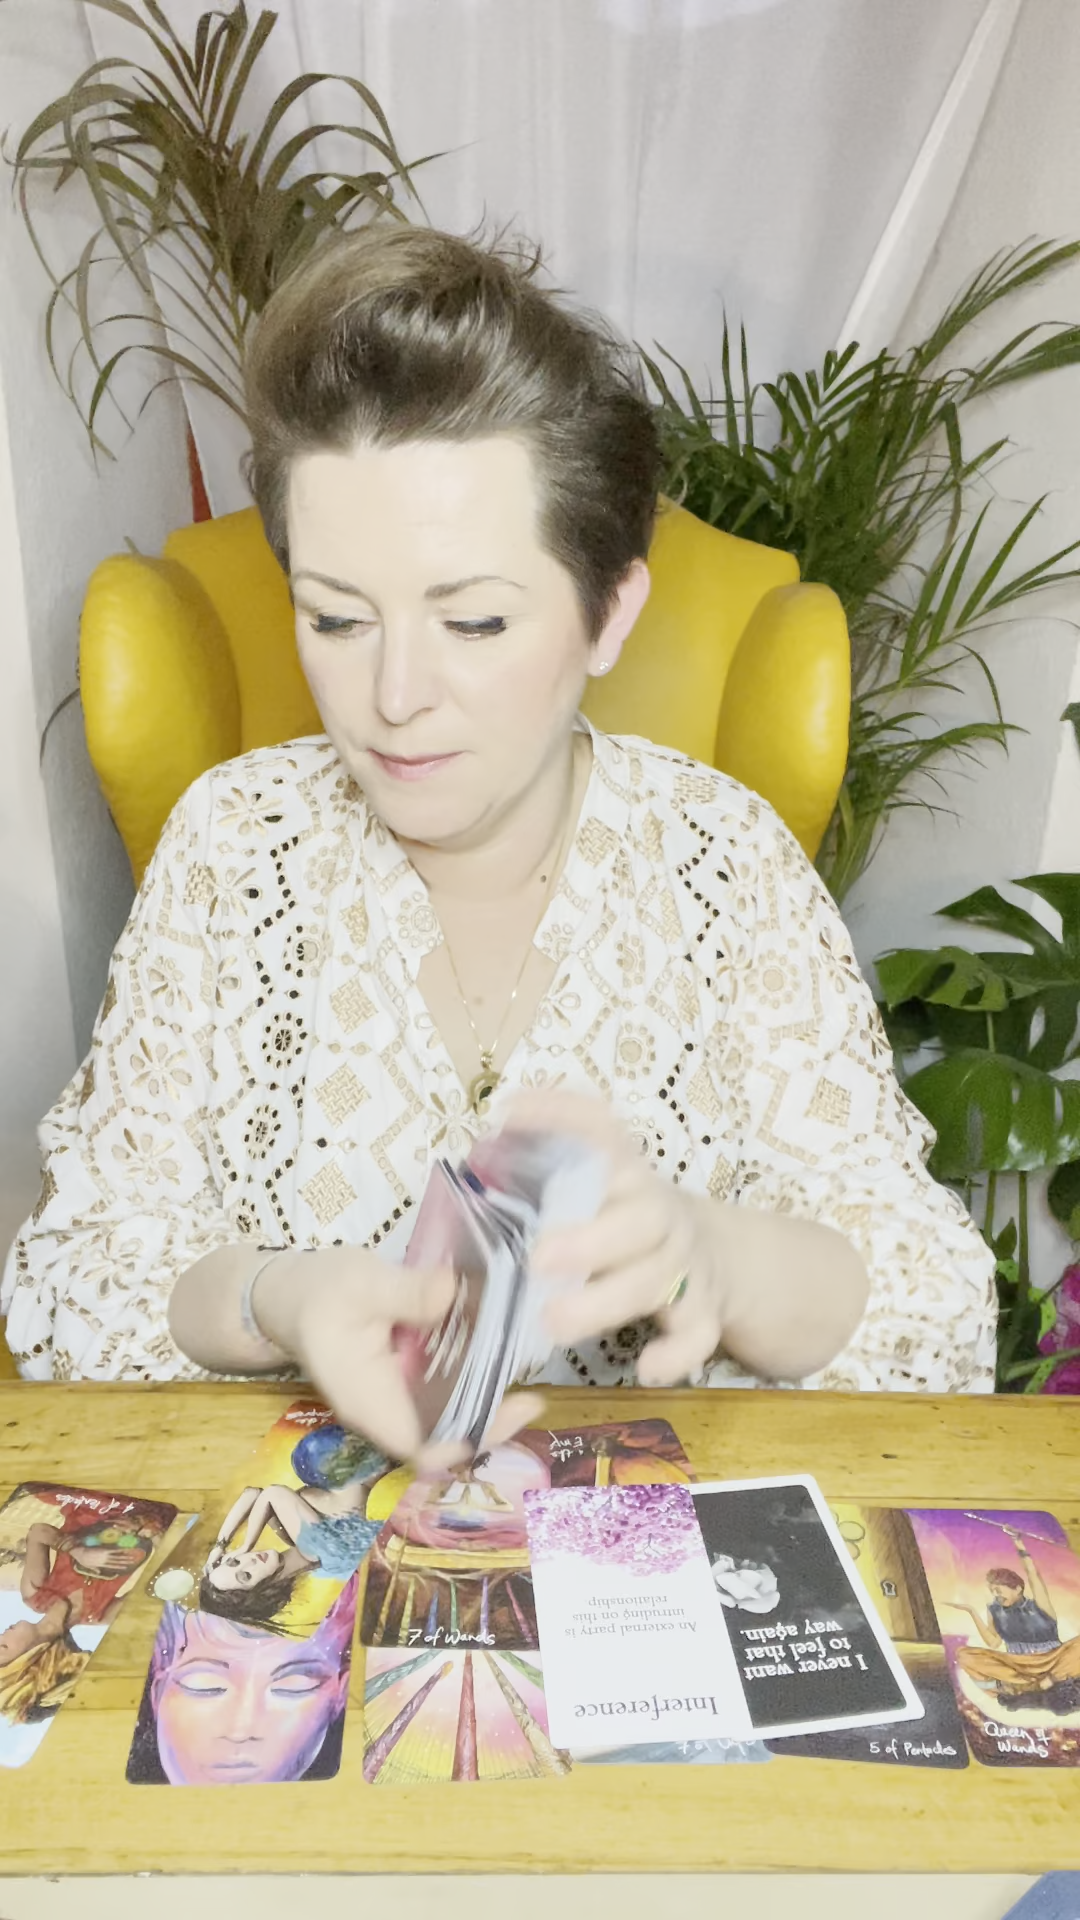 4 of Pentacles
7 of Wands
Interference
An external party is
intruding on this
relationship
I never want
to feel that
way again.
5 of Pentacles
Queen of
Wands